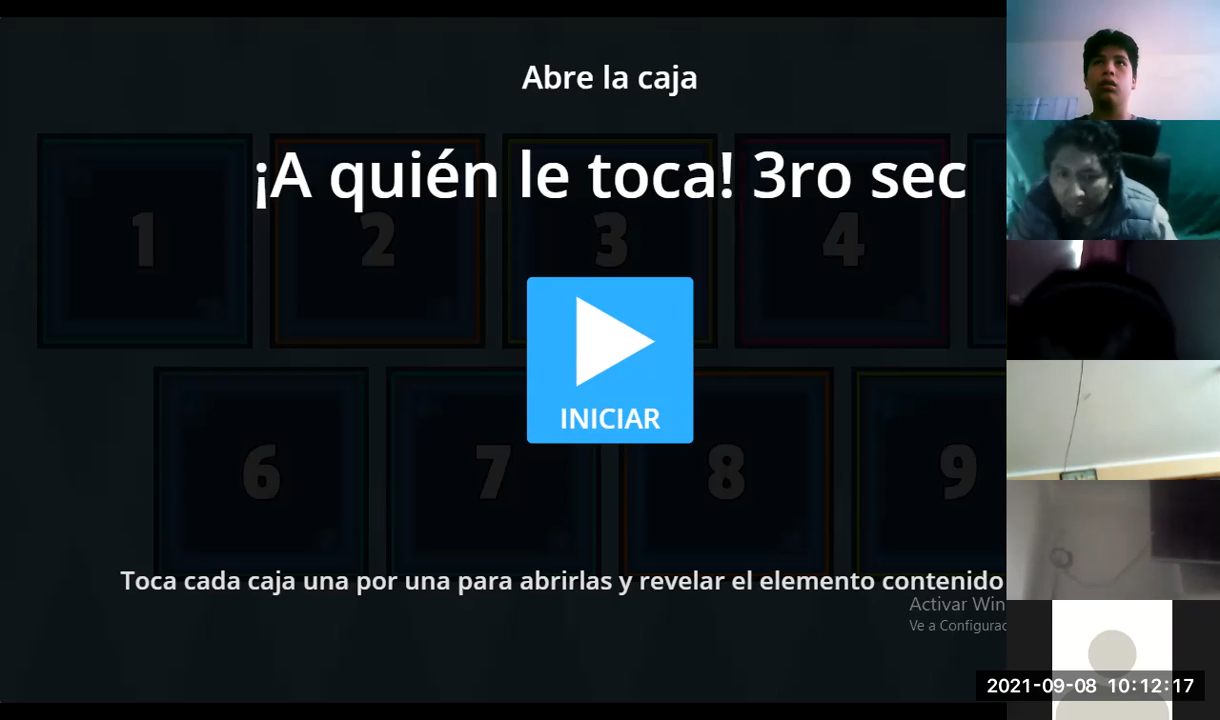 Abre la caja
¡A quién le toca! 3ro sec
1
2
3
4
INICIAR
6
7
8
9
Toca cada caja una por una para abrirlas y revelar el elemento contenido
Activar Win
Ve a Configurac
2021-09-08 10:12:17